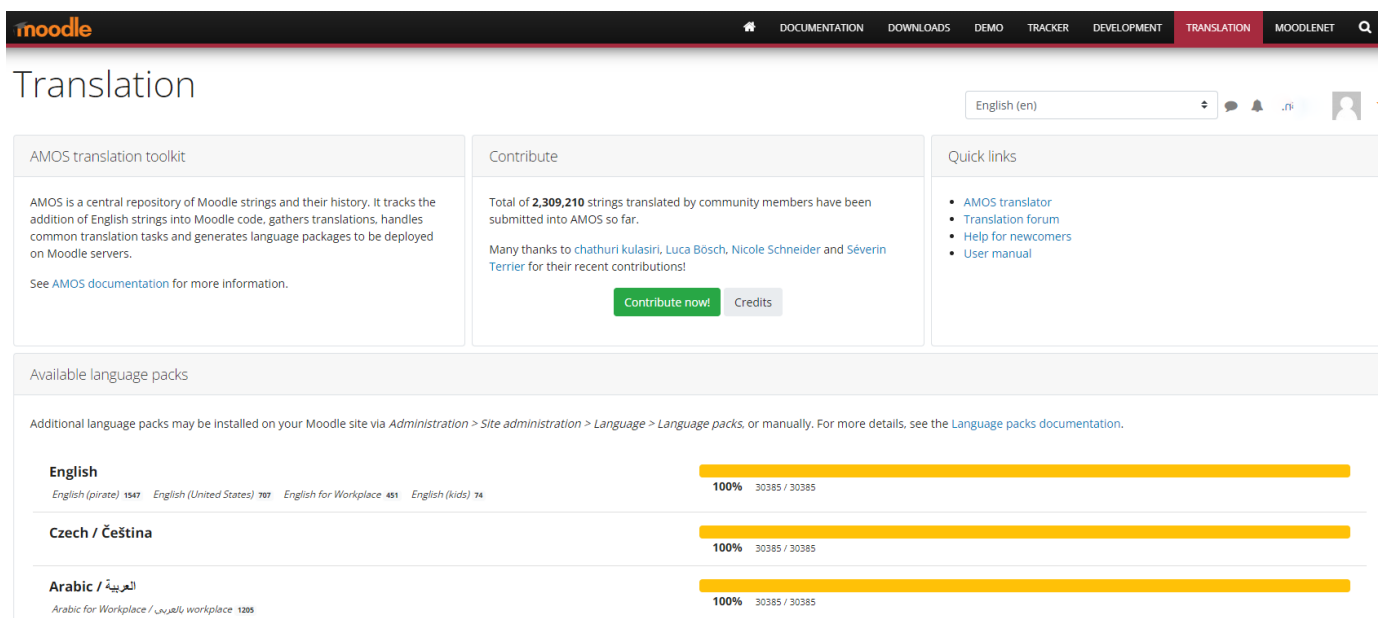 moodle
DOCUMENTATION DOWNLOADS DEMO TRACKER DEVELOPMENT TRANSLATION MOODLENET
Translation
English (en)
AMOS translation toolkit
AMOS is a central repository of Moodle strings and their history. It tracks the
addition of English strings into Moodle code, gathers translations, handles
common translation tasks and generates language packages to be deployed
on Moodle servers.
See AMOS documentation for more information.
Contribute
Total of 2,309,210 strings translated by community members have been
submitted into AMOS so far.
Many thanks to chathuri kulasiri, Luca Bösch, Nicole Schneider and Séverin
Terrier for their recent contributions!
Contribute now! Credits
Quick links
• AMOS translator
• Translation forum
• Help for newcomers
• User manual
Available language packs
Additional language packs may be installed on your Moodle site via Administration > Site administration > Language > Language packs, or manually. For more details, see the Language packs documentation.
English
English (pirate) 1547 English (United States) 707 English for Workplace 451 English (kids) 74
100% 30385 / 30385
Czech / Čeština
100% 30385 / 30385
Arabic / العربية
Arabic for Workplace / بالعربي workplace 1205
100% 30385 / 30385